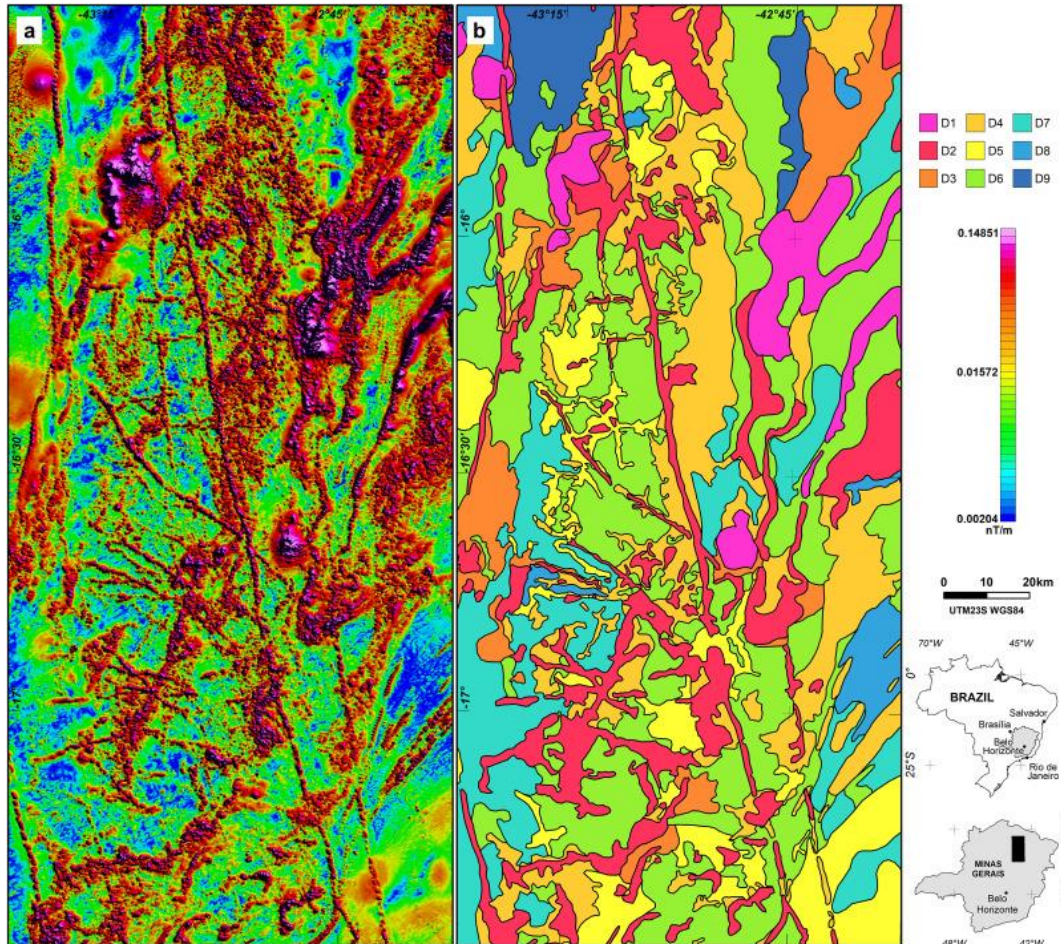 a
-43°15'
-42°45'
-16°
-16°30'
-17°
b
-43°15'
-42°45'
-16°
-16°30'
-17°
D1 D4 D7
D2 D5 D8
D3 D6 D9
0.14851
0.01572
0.00204
nT/m
0 10 20km
UTM23S WGS84
70°W 45°W
0°
BRAZIL
Salvador
Brasília
Belo
Horizonte
Rio de
Janeiro
25°S
MINAS
GERAIS
Belo
Horizonte
48°W 42°W